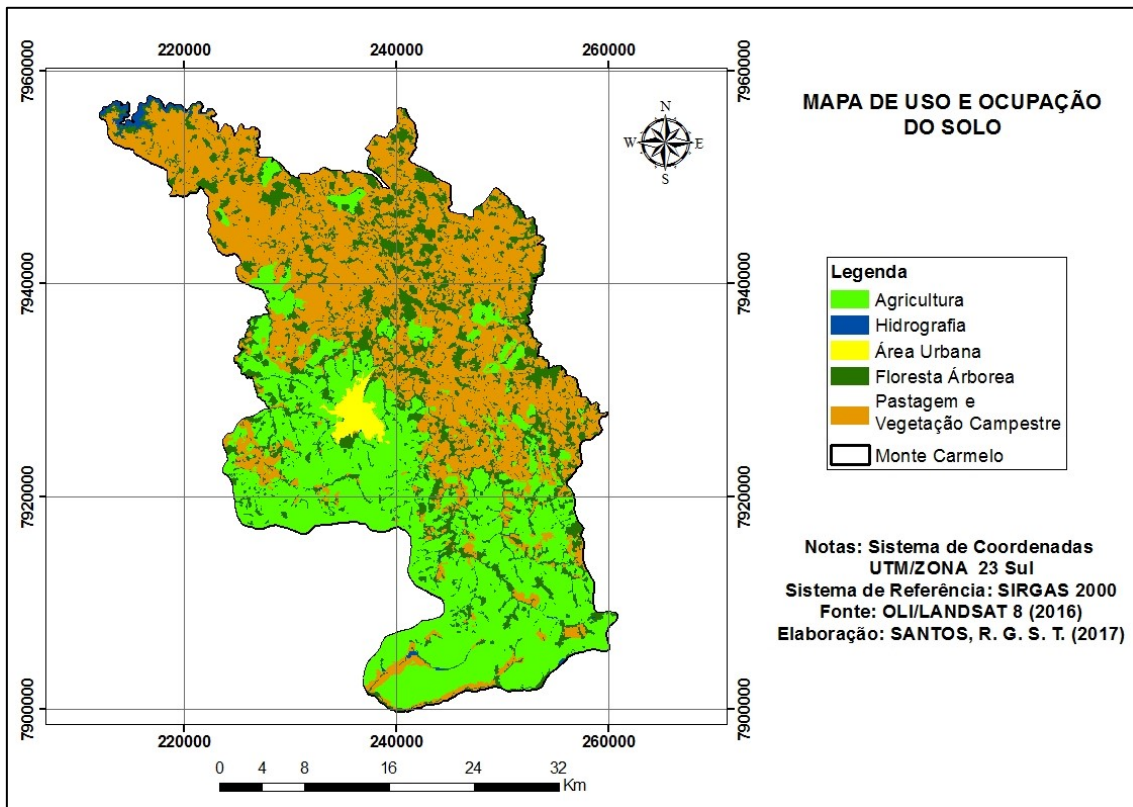 220000 240000 260000
7960000 7960000
7940000 7940000
7920000 7920000
7900000 7900000
220000 240000 260000
0 4 8 16 24 32
Km
N
W E
S
MAPA DE USO E OCUPAÇÃO
DO SOLO
Legenda
Agricultura
Hidrografia
Área Urbana
Floresta Árborea
Pastagem e
Vegetação Campestre
Monte Carmelo
Notas: Sistema de Coordenadas
UTM/ZONA 23 Sul
Sistema de Referência: SIRGAS 2000
Fonte: OLI/LANDSAT 8 (2016)
Elaboração: SANTOS, R. G. S. T. (2017)